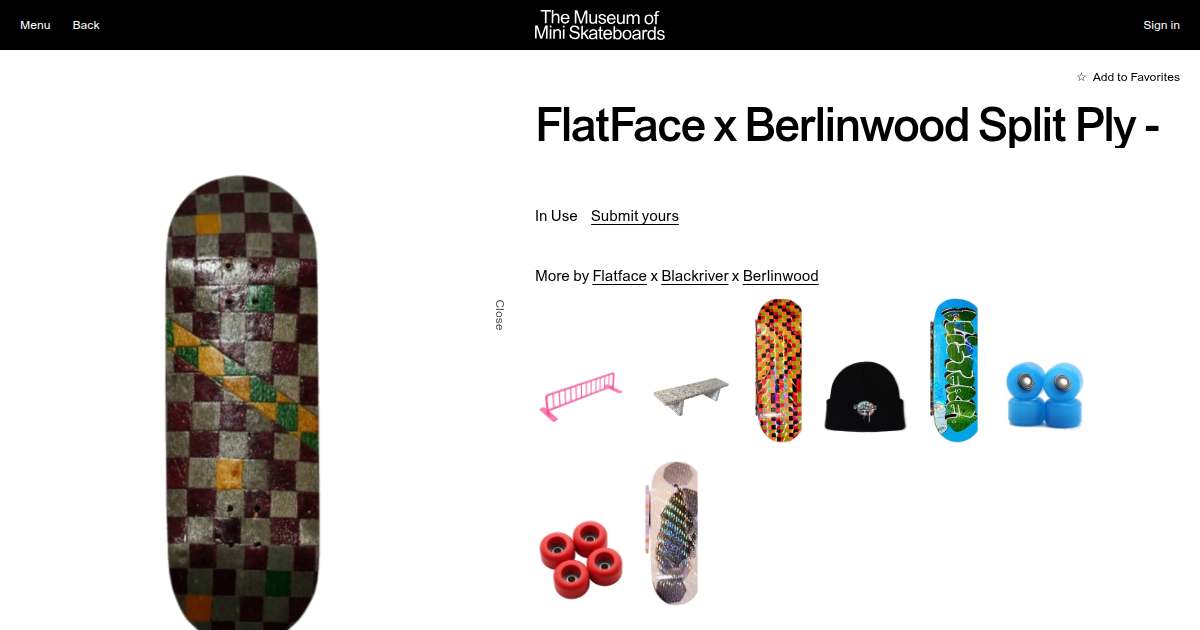 Menu
Back
The Museum of
Mini Skateboards
Sign in
☆ Add to Favorites
FlatFace x Berlinwood Split Ply -
In Use Submit yours
Close
More by Flatface x Blackriver x Berlinwood